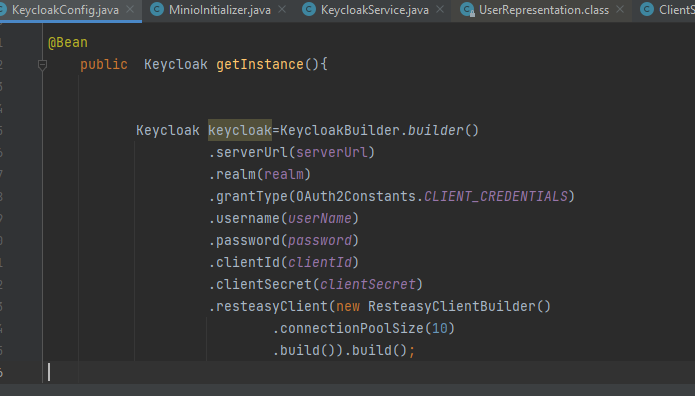 KeycloakConfig.java MinioInitializer.java KeycloakService.java UserRepresentation.class ClientS
@Bean
public Keycloak getInstance(){
Keycloak keycloak=KeycloakBuilder.builder()
.serverUrl(serverUrl)
.realm(realm)
.grantType(OAuth2Constants.CLIENT_CREDENTIALS)
.username(userName)
.password(password)
.clientId(clientId)
.clientSecret(clientSecret)
.resteasyClient(new ResteasyClientBuilder()
.connectionPoolSize(10)
.build()).build();